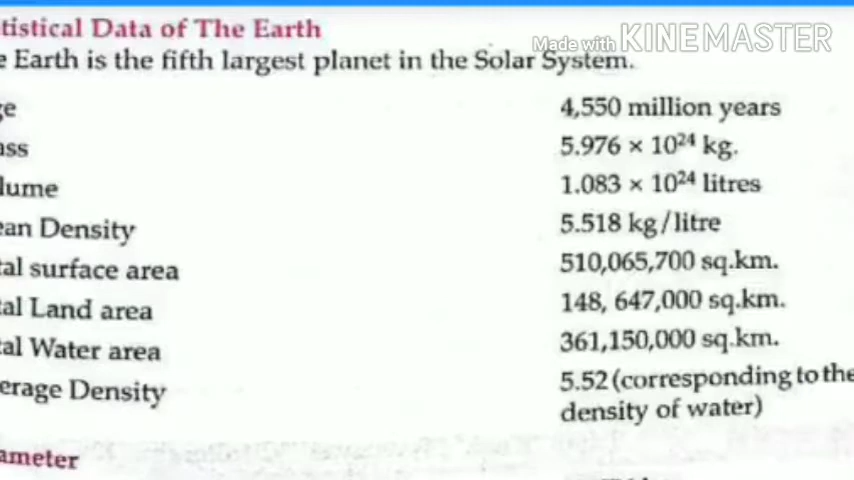 tistical Data of The Earth
Made with KINEMASTER
e Earth is the fifth largest planet in the Solar System.
ge 4,550 million years
ass 5.976 × 10²⁴ kg.
lume 1.083 × 10²⁴ litres
ean Density 5.518 kg/litre
tal surface area 510,065,700 sq.km.
tal Land area 148, 647,000 sq.km.
tal Water area 361,150,000 sq.km.
erage Density 5.52 (corresponding to the
density of water)
ameter